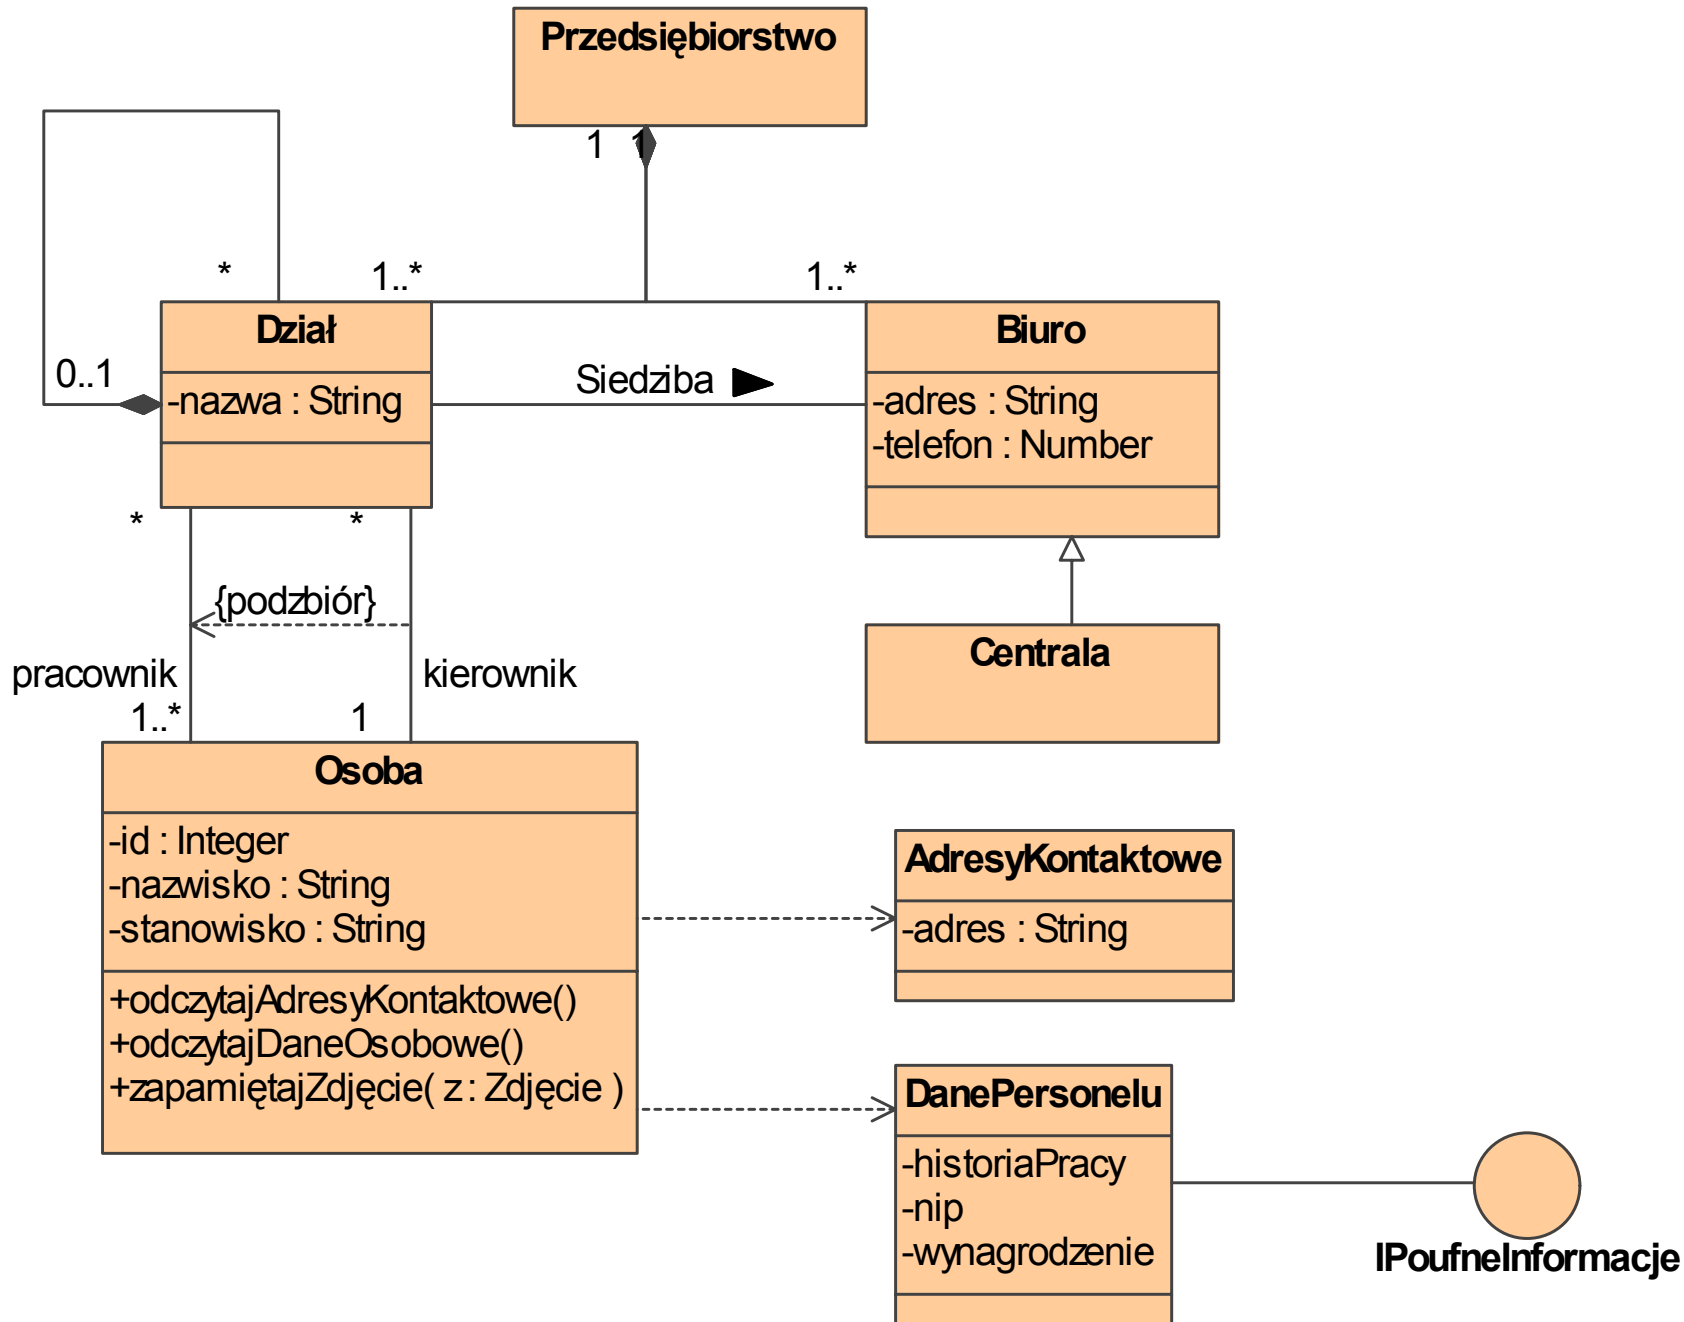 Przedsiębiorstwo
1 1
* 1..* 1..*
Dział
-nazwa : String
0..1
Siedziba
Biuro
-adres : String
-telefon : Number
* *
{podzbiór}
pracownik
kierownik
1..* 1
Centrala
Osoba
-id : Integer
-nazwisko : String
-stanowisko : String
+odczytajAdresyKontaktowe()
+odczytajDaneOsobowe()
+zapamiętajZdjęcie( z : Zdjęcie )
AdresyKontaktowe
-adres : String
DanePersonelu
-historiaPracy
-nip
-wynagrodzenie
IPoufneInformacje